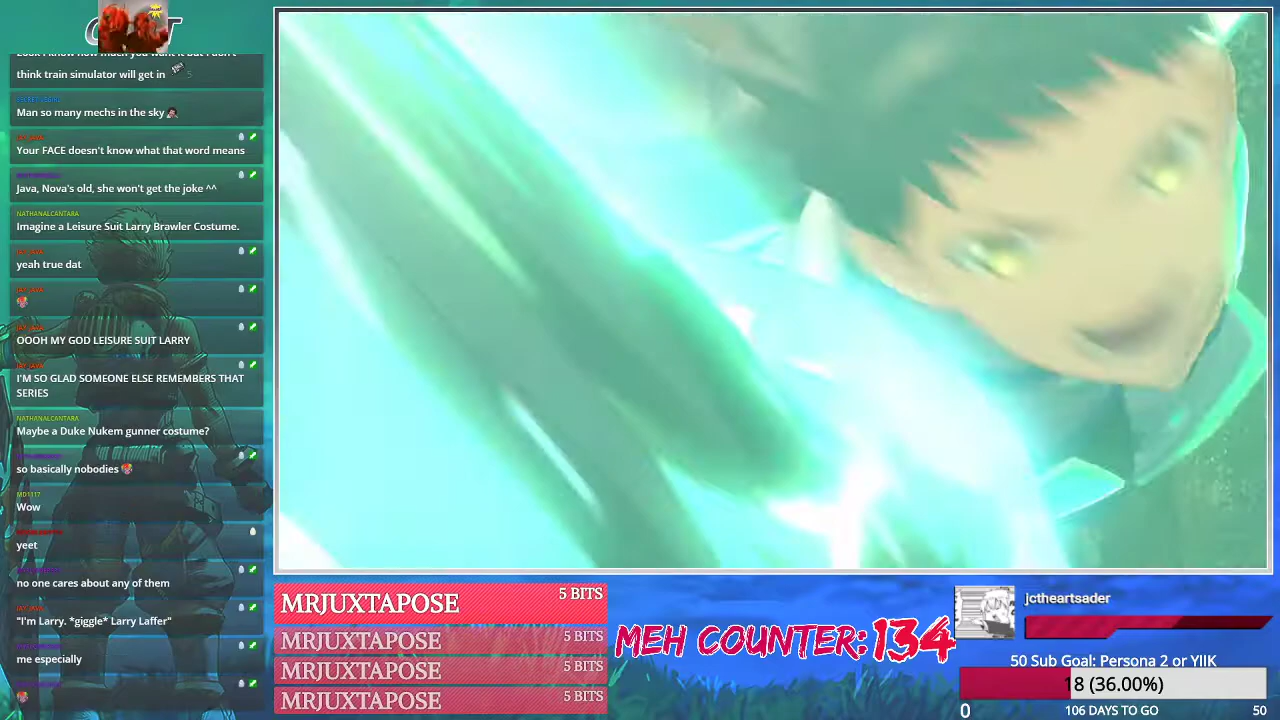 think train simulator will get in
5
Man so many mechs in the sky
Your FACE doesn't know what that word means
Java, Nova's old, she won't get the joke ^^
NATHANALCANTARA
Imagine a Leisure Suit Larry Brawler Costume.
yeah true dat
OOOH MY GOD LEISURE SUIT LARRY
I'M SO GLAD SOMEONE ELSE REMEMBERS THAT
SERIES
NATHANALCANTARA
Maybe a Duke Nukem gunner costume?
so basically nobodies
MD1117
Wow
yeet
no one cares about any of them
JAY JAVA
"I'm Larry. *giggle* Larry Laffer"
me especially
MRJUXTAPOSE 5 BITS
MRJUXTAPOSE 5 BITS
MRJUXTAPOSE 5 BITS
MRJUXTAPOSE 5 BITS
MEH COUNTER:134
jctheartsader
50 Sub Goal: Persona 2 or YIIK
18 (36.00%)
0 106 DAYS TO GO 50